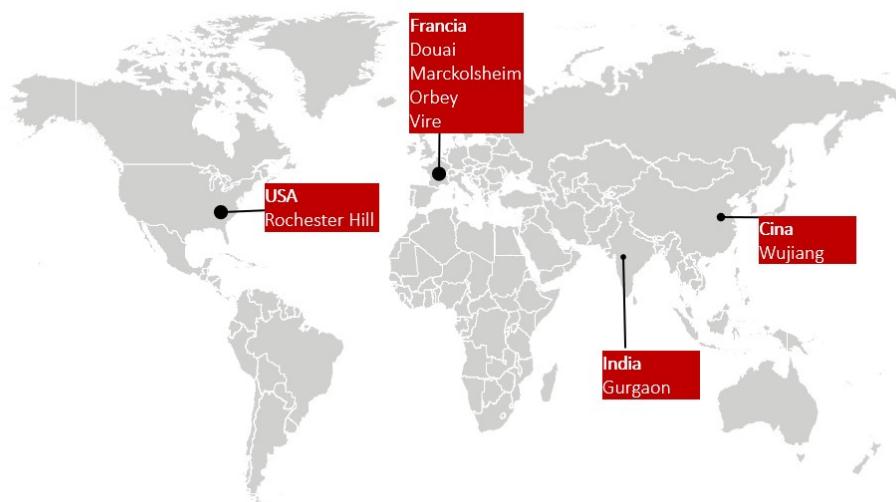 Francia
Douai
Marckolsheim
Orbey
Vire
USA
Rochester Hill
Cina
Wujiang
India
Gurgaon